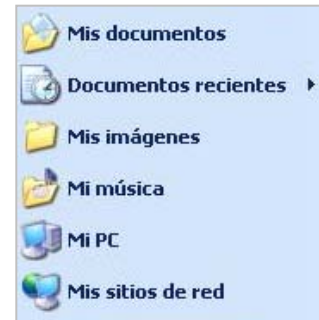 Mis documentos
Documentos recientes
Mis imágenes
Mi música
Mi PC
Mis sitios de red